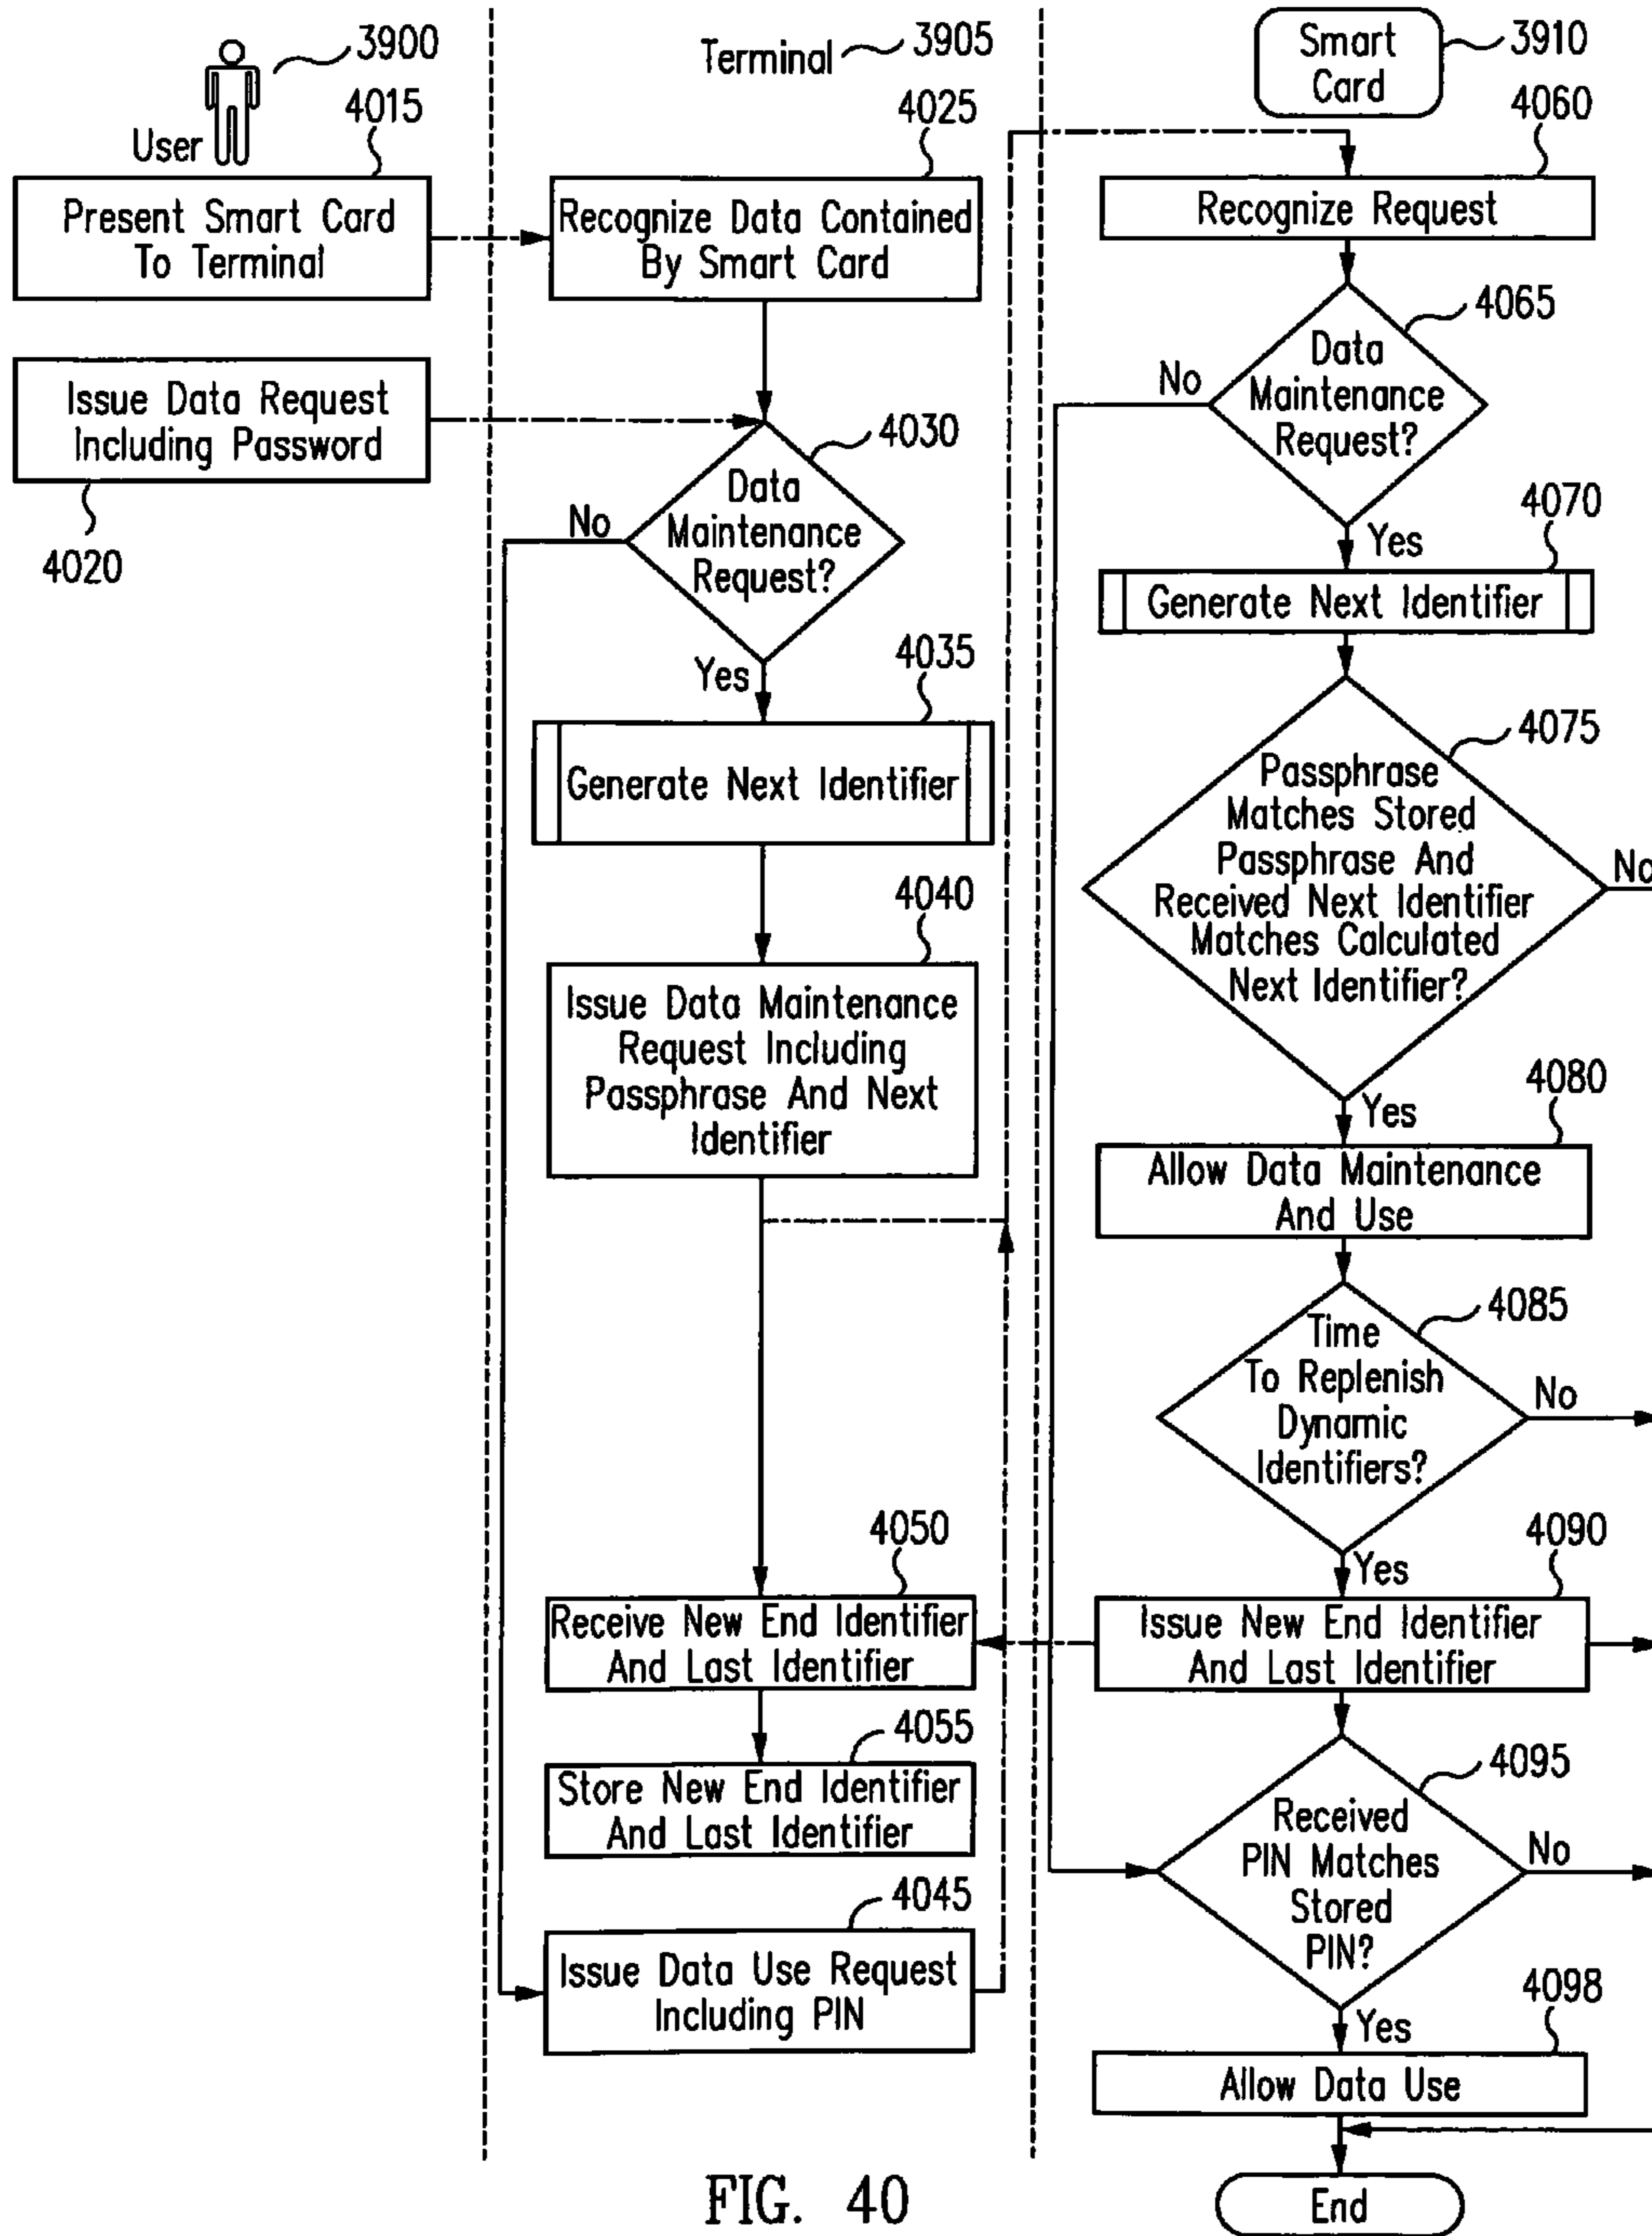 3900
User
4015
Present Smart Card
To Terminal
Issue Data Request
Including Password
4020
Terminal
3905
4025
Recognize Data Contained
By Smart Card
4030
Data
Maintenance
Request?
No
Yes
4035
Generate Next Identifier
4040
Issue Data Maintenance
Request Including
Passphrase And Next
Identifier
4050
Receive New End Identifier
And Last Identifier
4055
Store New End Identifier
And Last Identifier
4045
Issue Data Use Request
Including PIN
Smart
Card
3910
4060
Recognize Request
4065
Data
Maintenance
Request?
No
Yes
4070
Generate Next Identifier
4075
Passphrase
Matches Stored
Passphrase And
Received Next Identifier
Matches Calculated
Next Identifier?
No
Yes
4080
Allow Data Maintenance
And Use
4085
Time
To Replenish
Dynamic
Identifiers?
No
Yes
4090
Issue New End Identifier
And Last Identifier
4095
Received
PIN Matches
Stored
PIN?
No
Yes
4098
Allow Data Use
End
FIG. 40